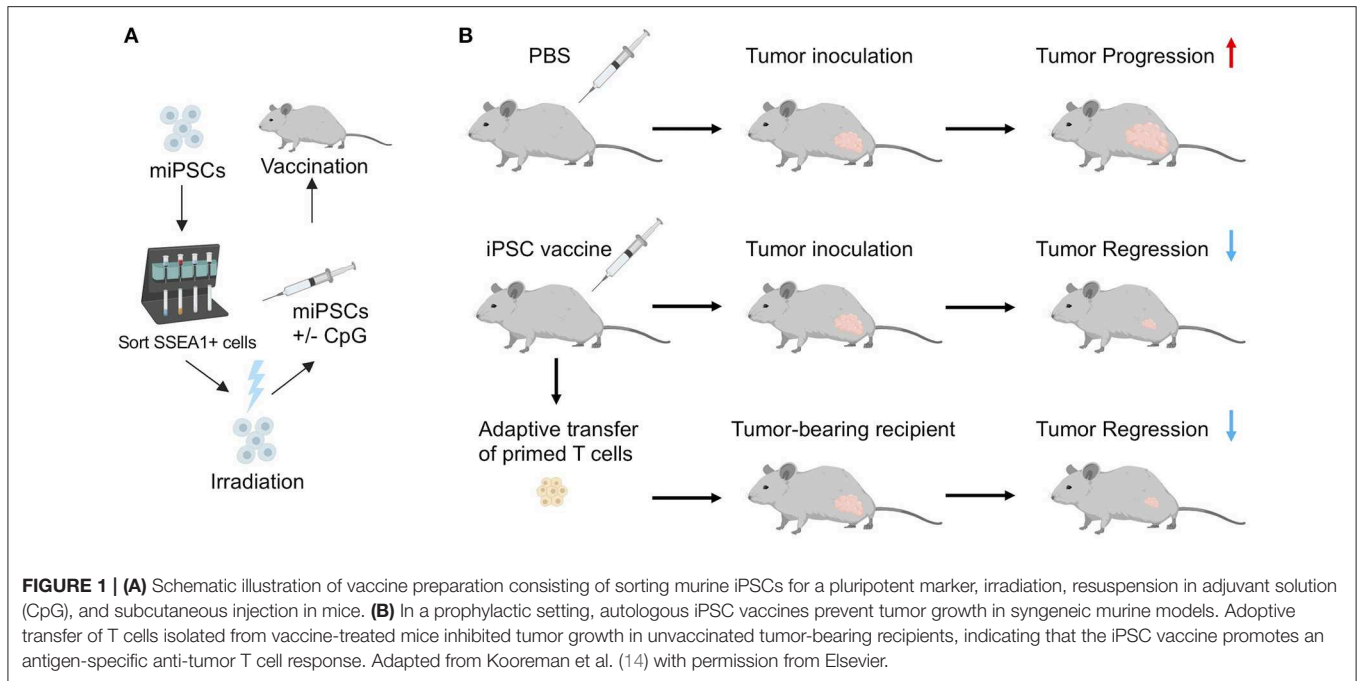 A
miPSCs
Vaccination
Sort SSEA1+ cells
miPSCs
+/- CpG
Irradiation
B
PBS
Tumor inoculation
Tumor Progression
iPSC vaccine
Tumor inoculation
Tumor Regression
Adaptive transfer
of primed T cells
Tumor-bearing recipient
Tumor Regression
FIGURE 1 | (A) Schematic illustration of vaccine preparation consisting of sorting murine iPSCs for a pluripotent marker, irradiation, resuspension in adjuvant solution
(CpG), and subcutaneous injection in mice. (B) In a prophylactic setting, autologous iPSC vaccines prevent tumor growth in syngeneic murine models. Adoptive
transfer of T cells isolated from vaccine-treated mice inhibited tumor growth in unvaccinated tumor-bearing recipients, indicating that the iPSC vaccine promotes an
antigen-specific anti-tumor T cell response. Adapted from Kooreman et al. (14) with permission from Elsevier.